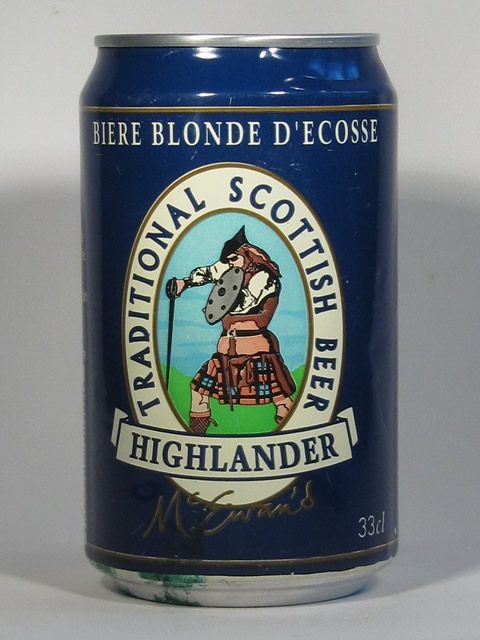 BIERE BLONDE D'ECOSSE
TRADITIONAL SCOTTISH BEER
HIGHLANDER
McEwan's
33cl